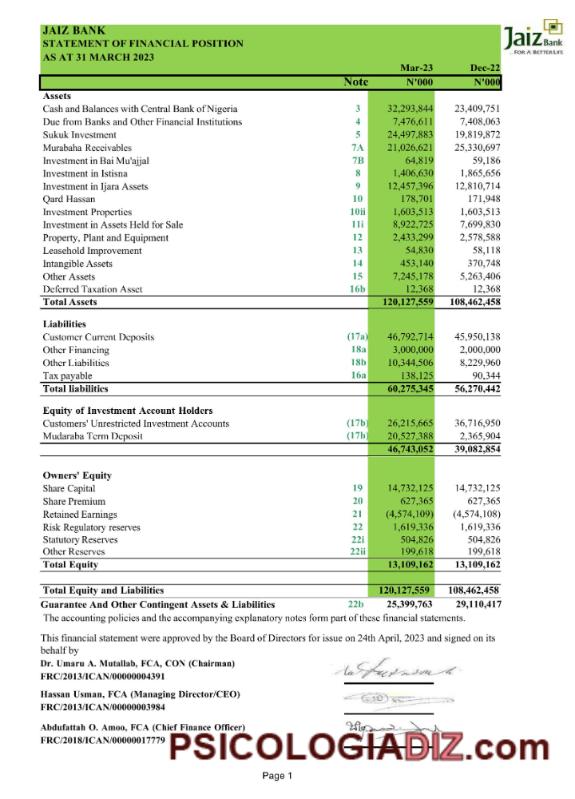 JAIZ BANK
STATEMENT OF FINANCIAL POSITION
AS AT 31 MARCH 2023
Jaiz Bank
...FOR A BETTER LIFE
Mar-23 Dec-22
Note N'000 N'000
Assets
Cash and Balances with Central Bank of Nigeria 3 32,293,844 23,409,751
Due from Banks and Other Financial Institutions 4 7,476,611 7,408,063
Sukuk Investment 5 24,497,883 19,819,872
Murabaha Receivables 7A 21,026,621 25,330,697
Investment in Bai Mu'ajjal 7B 64,819 59,186
Investment in Istisna 8 1,406,630 1,865,656
Investment in Ijara Assets 9 12,457,396 12,810,714
Qard Hassan 10 178,701 171,948
Investment Properties 10ii 1,603,513 1,603,513
Investment in Assets Held for Sale 11i 8,922,725 7,699,830
Property, Plant and Equipment 12 2,433,299 2,578,588
Leasehold Improvement 13 54,830 58,118
Intangible Assets 14 453,140 370,748
Other Assets 15 7,245,178 5,263,406
Deferred Taxation Asset 16b 12,368 12,368
Total Assets 120,127,559 108,462,458
Liabilities
Customer Current Deposits (17a) 46,792,714 45,950,138
Other Financing 18a 3,000,000 2,000,000
Other Liabilities 18b 10,344,506 8,229,960
Tax payable 16a 138,125 90,344
Total liabilities 60,275,345 56,270,442
Equity of Investment Account Holders
Customers' Unrestricted Investment Accounts (17b) 26,215,665 36,716,950
Mudaraba Term Deposit (17b) 20,527,388 2,365,904
46,743,052 39,082,854
Owners' Equity
Share Capital 19 14,732,125 14,732,125
Share Premium 20 627,365 627,365
Retained Earnings 21 (4,574,109) (4,574,108)
Risk Regulatory reserves 22 1,619,336 1,619,336
Statutory Reserves 22i 504,826 504,826
Other Reserves 22ii 199,618 199,618
Total Equity 13,109,162 13,109,162
Total Equity and Liabilities 120,127,559 108,462,458
Guarantee And Other Contingent Assets & Liabilities 22b 25,399,763 29,110,417
The accounting policies and the accompanying explanatory notes form part of these financial statements.
This financial statement were approved by the Board of Directors for issue on 24th April, 2023 and signed on its
behalf by
Dr. Umaru A. Mutallab, FCA, CON (Chairman)
FRC/2013/ICAN/00000004391
Hassan Usman, FCA (Managing Director/CEO)
FRC/2013/ICAN/00000003984
Abdufattah O. Amoo, FCA (Chief Finance Officer)
FRC/2018/ICAN/00000017779
PSICOLOGIADIZ.com
Page 1